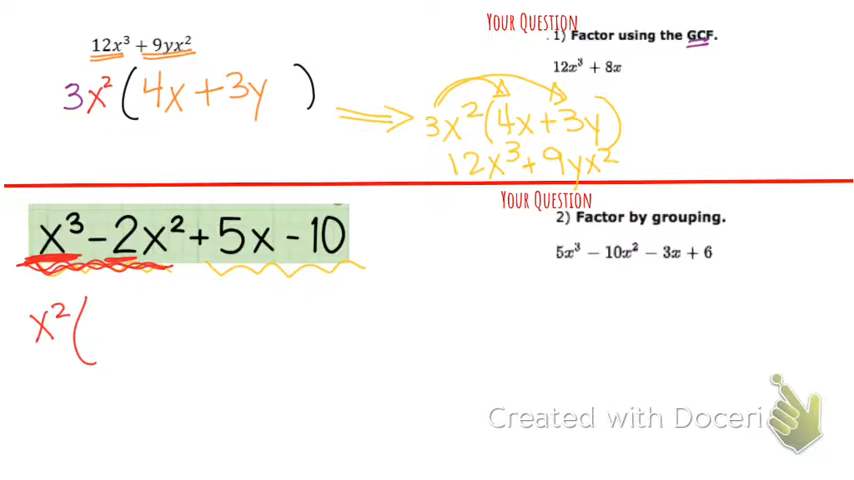 12x³ + 9yx²
3x²(4x+3y )
3x²(4x+3y)
12x³+9yx²
Your Question
1) Factor using the GCF.
12x³ + 8x
x³-2x²+5x-10
x²(
Your Question
2) Factor by grouping.
5x³ − 10x² − 3x + 6
Created with Doceri